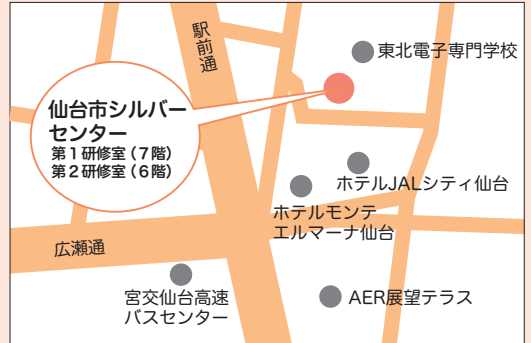 駅前通
東北電子専門学校
仙台市シルバー
センター
第1研修室(7階)
第2研修室(6階)
ホテルJALシティ仙台
ホテルモンテ
エルマーナ仙台
広瀬通
宮交仙台高速
バスセンター
AER展望テラス